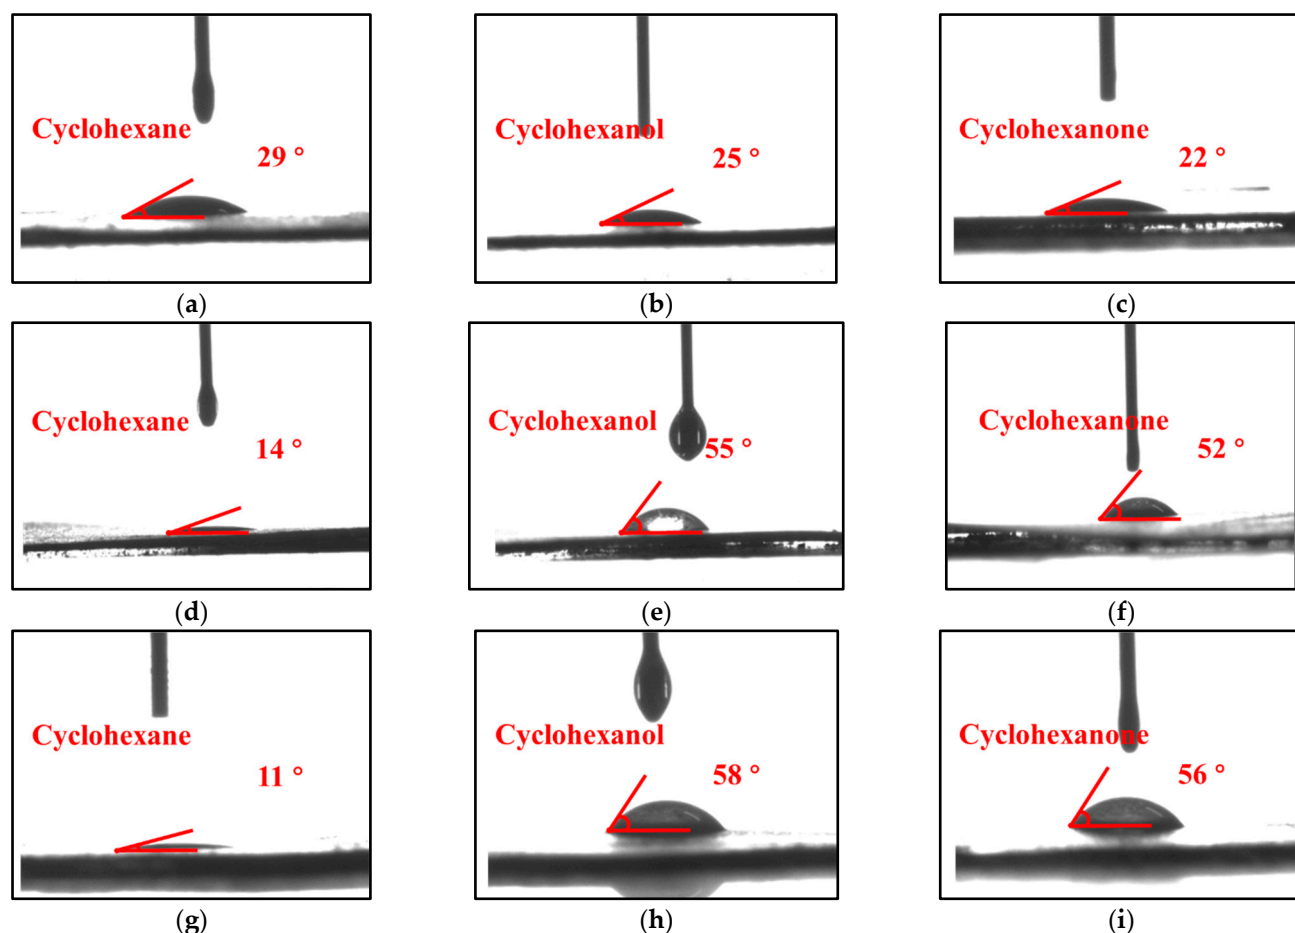 Cyclohexane
29 °
(a)
Cyclohexanol
25 °
(b)
Cyclohexanone
22 °
(c)
Cyclohexane
14 °
(d)
Cyclohexanol
55 °
(e)
Cyclohexanone
52 °
(f)
Cyclohexane
11 °
(g)
Cyclohexanol
58 °
(h)
Cyclohexanone
56 °
(i)